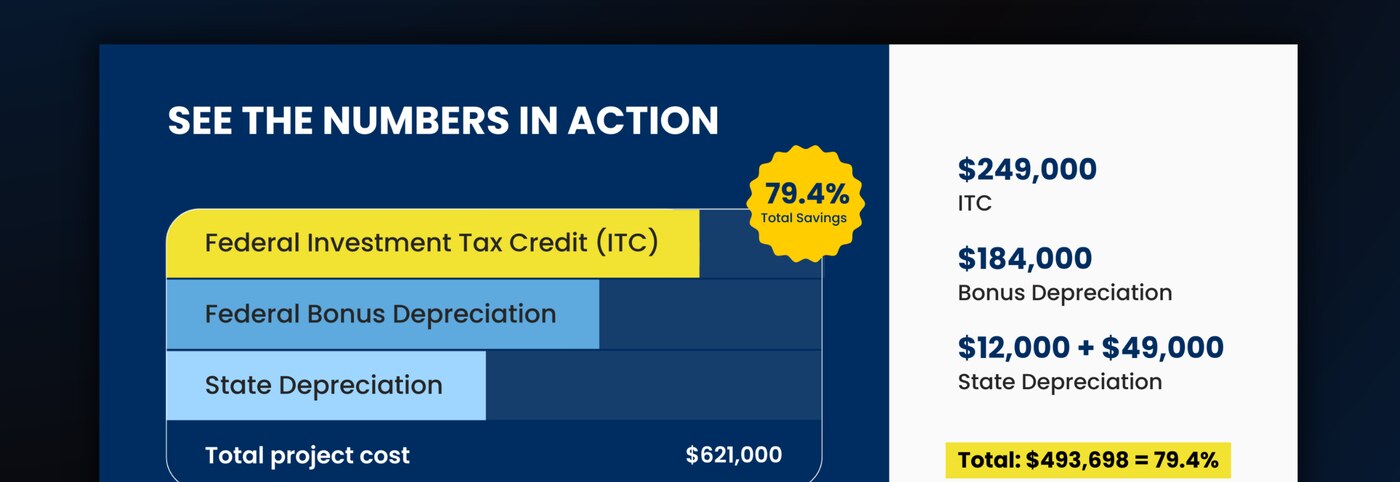 SEE THE NUMBERS IN ACTION
79.4%
Total Savings
Federal Investment Tax Credit (ITC)
Federal Bonus Depreciation
State Depreciation
Total project cost
$621,000
$249,000
ITC
$184,000
Bonus Depreciation
$12,000 + $49,000
State Depreciation
Total: $493,698 = 79.4%